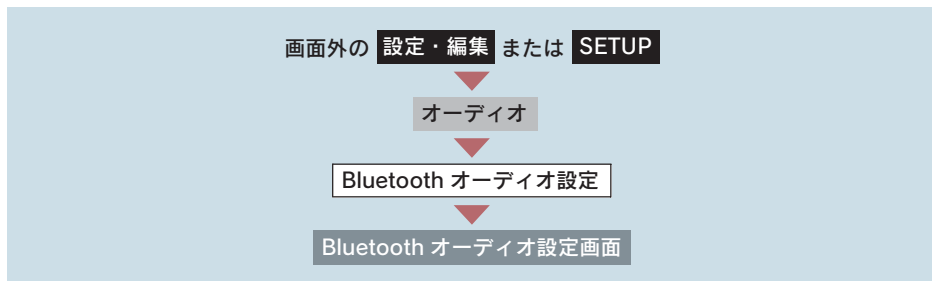 画面外の 設定・編集 または SETUP
オーディオ
Bluetooth オーディオ設定
Bluetooth オーディオ設定画面